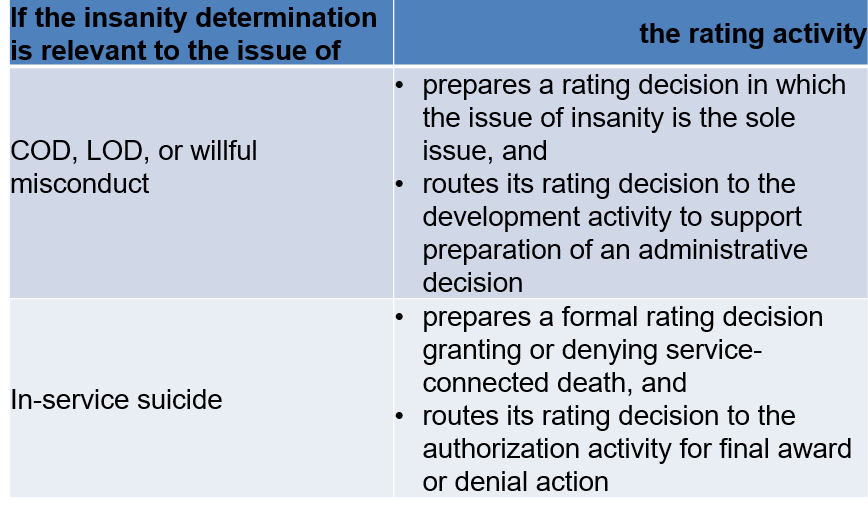 If the insanity determination
is relevant to the issue of
the rating activity
COD, LOD, or willful
misconduct
• prepares a rating decision in which
the issue of insanity is the sole
issue, and
• routes its rating decision to the
development activity to support
preparation of an administrative
decision
In-service suicide
• prepares a formal rating decision
granting or denying service-
connected death, and
• routes its rating decision to the
authorization activity for final award
or denial action